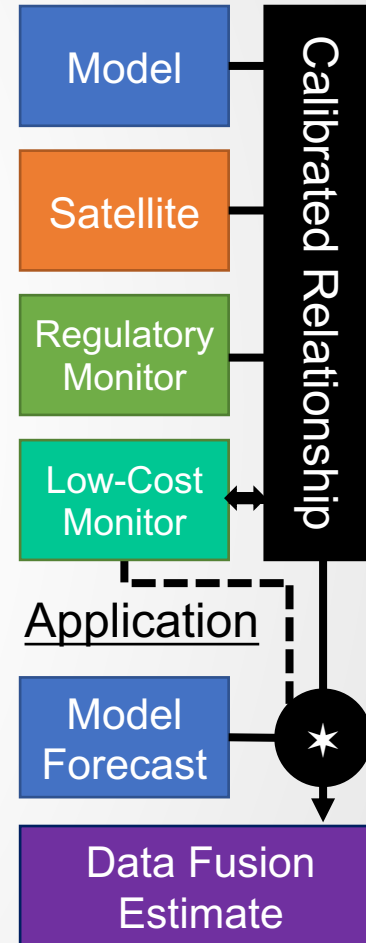 Model
Calibrated Relationship
Satellite
Regulatory
Monitor
Low-Cost
Monitor
Application
Model
Forecast
Data Fusion
Estimate